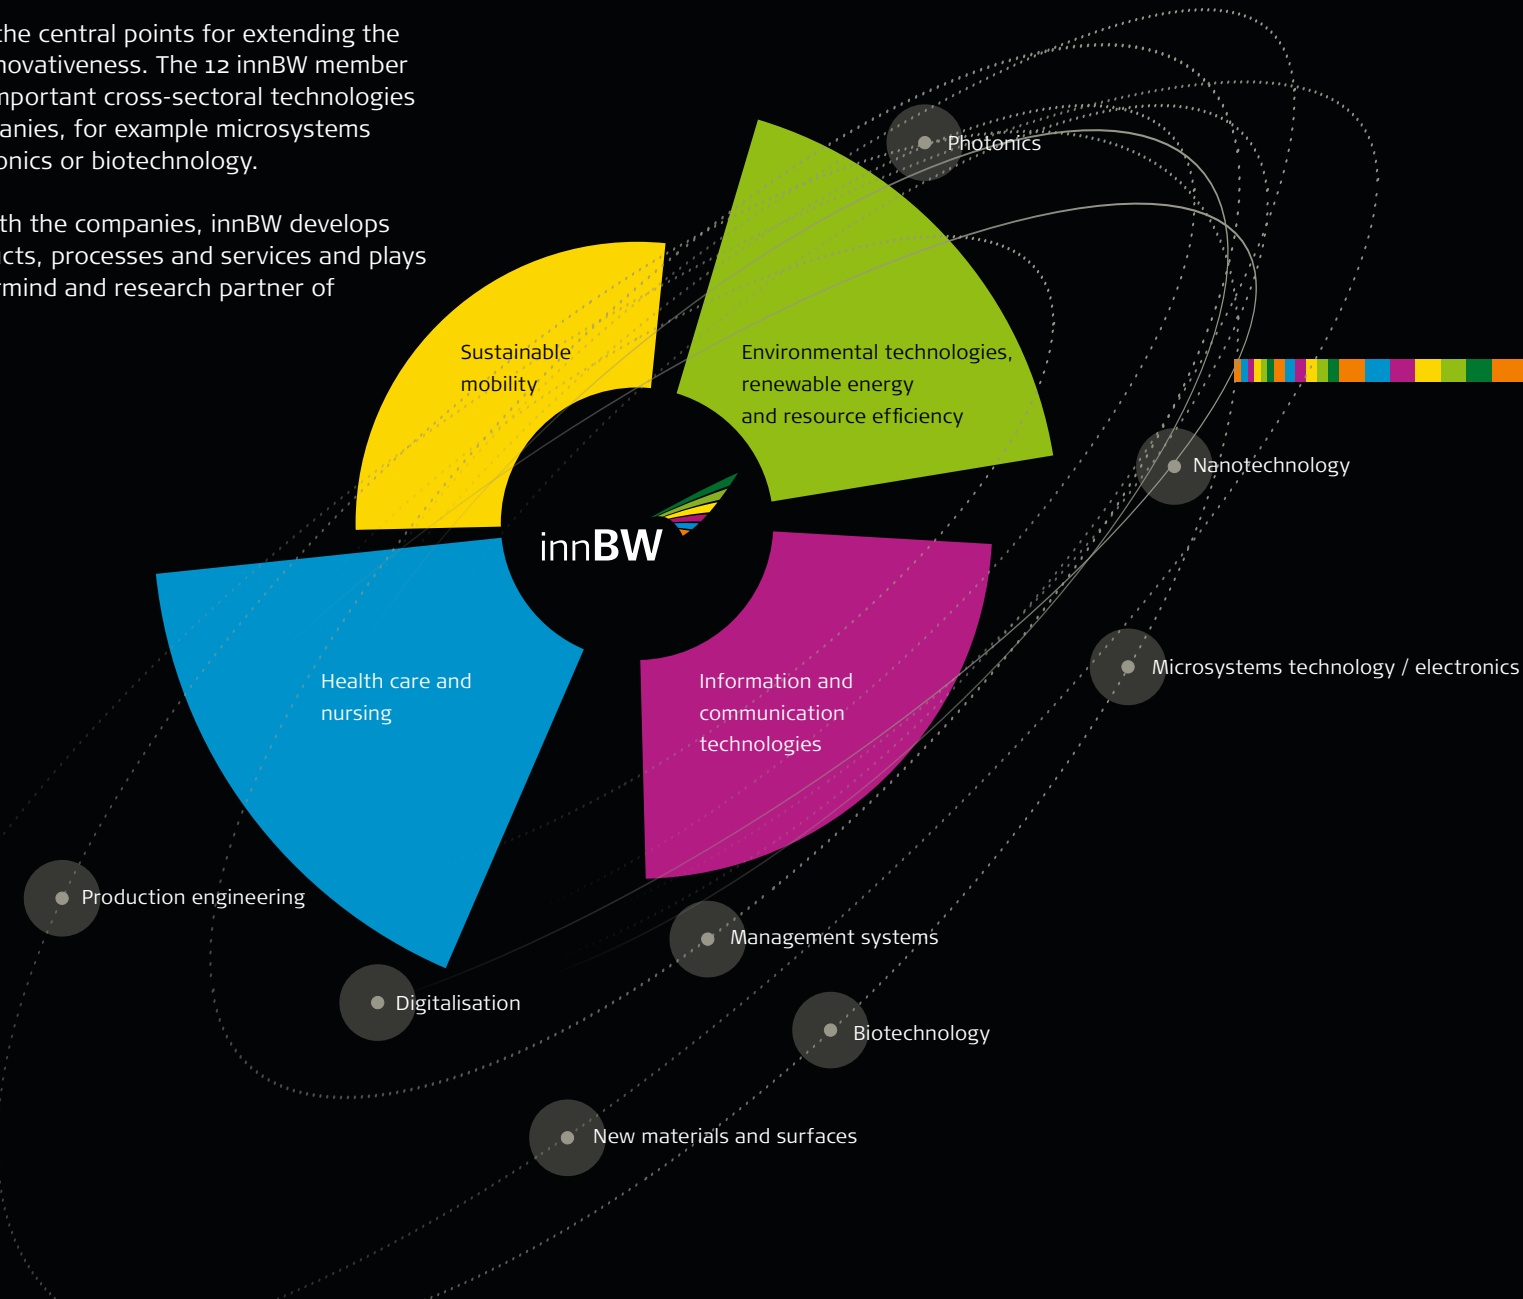 the central points for extending the
novativeness. The 12 innBW member
mportant cross-sectoral technologies
anies, for example microsystems
onics or biotechnology.
th the companies, innBW develops
cts, processes and services and plays
rmind and research partner of
Photonics
Sustainable
mobility
Environmental technologies,
renewable energy
and resource efficiency
Nanotechnology
innBW
Microsystems technology / electronics
Health care and
nursing
Information and
communication
technologies
Production engineering
Management systems
Digitalisation
Biotechnology
New materials and surfaces